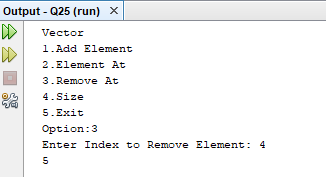 Output - Q25 (run)
Vector
1.Add Element
2.Element At
3.Remove At
4.Size
5.Exit
Option:3
Enter Index to Remove Element: 4
5